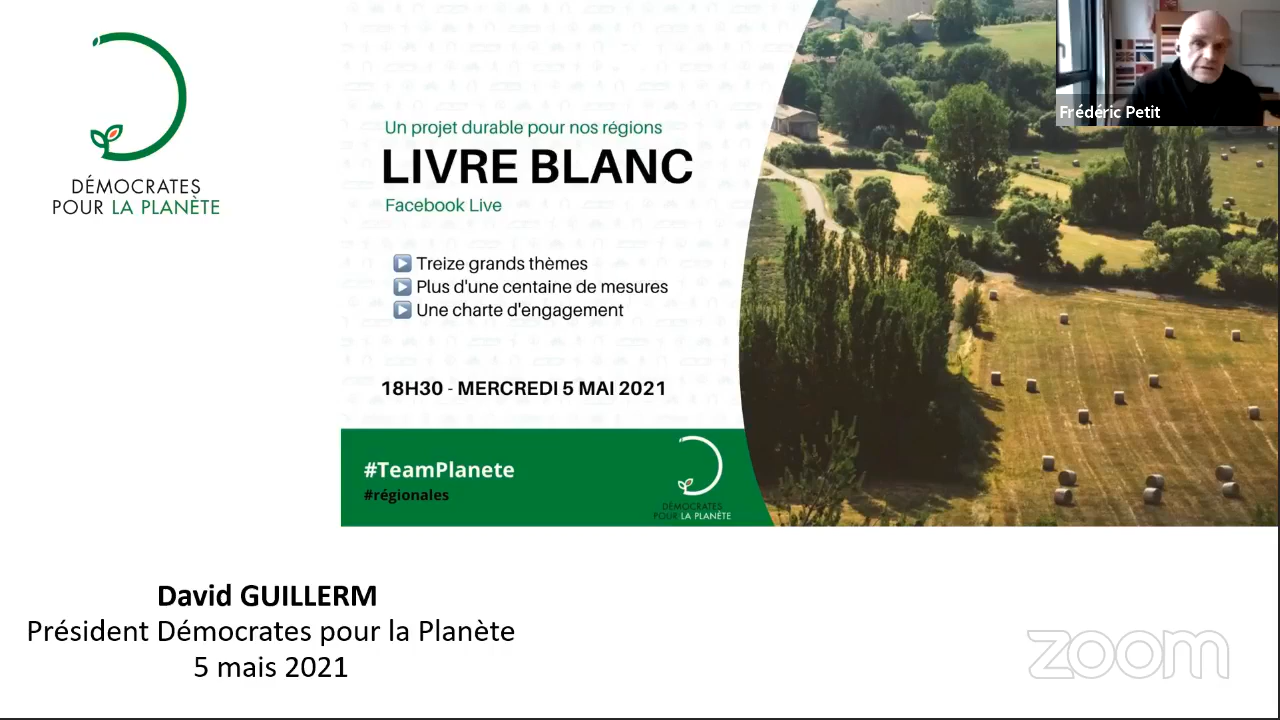 DÉMOCRATES
POUR LA PLANÈTE
Un projet durable pour nos régions
LIVRE BLANC
Facebook Live
Treize grands thèmes
Plus d'une centaine de mesures
Une charte d'engagement
18H30 - MERCREDI 5 MAI 2021
#TeamPlanete
#régionales
DÉMOCRATES
POUR LA PLANÈTE
Frédéric Petit
David GUILLERM
Président Démocrates pour la Planète
5 mais 2021
zoom